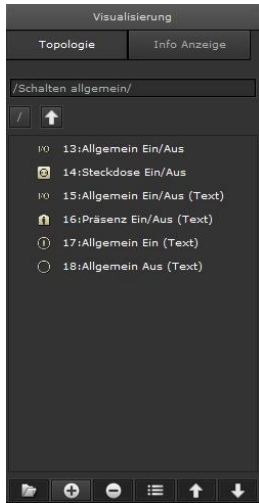 Visualisierung
Topologie Info Anzeige
/Schalten allgemein/
/
I/O 13:Allgemein Ein/Aus
14:Steckdose Ein/Aus
I/O 15:Allgemein Ein/Aus (Text)
16:Präsenz Ein/Aus (Text)
17:Allgemein Ein (Text)
18:Allgemein Aus (Text)